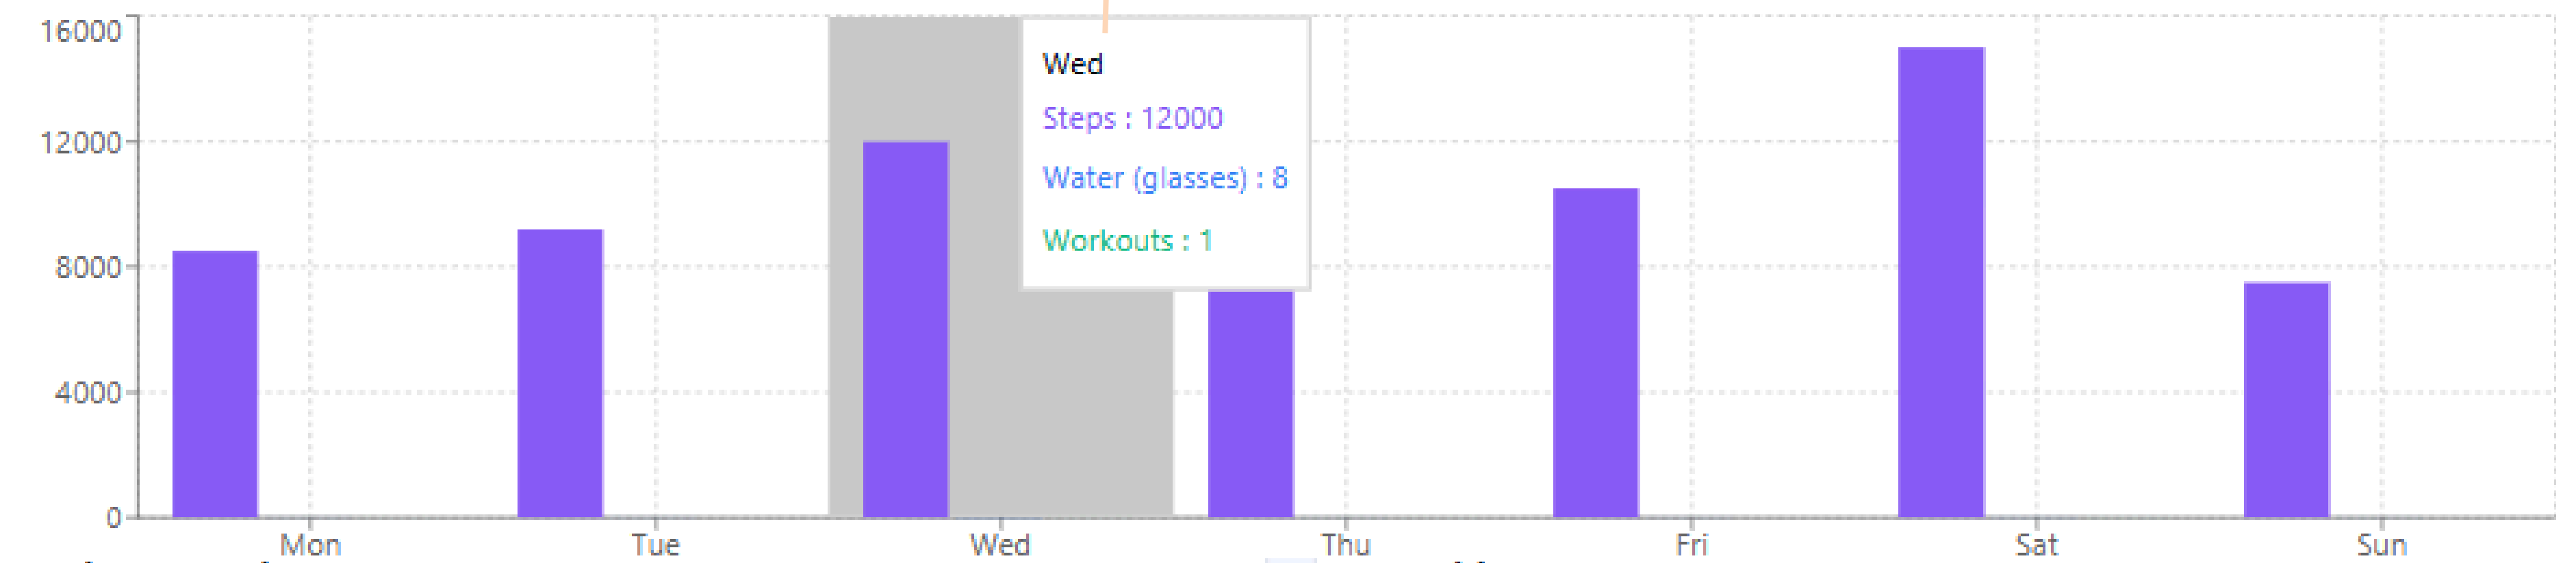 16000
12000
8000
4000
0
Wed
Steps : 12000
Water (glasses) : 8
Workouts : 1
Mon Tue Wed Thu Fri Sat Sun